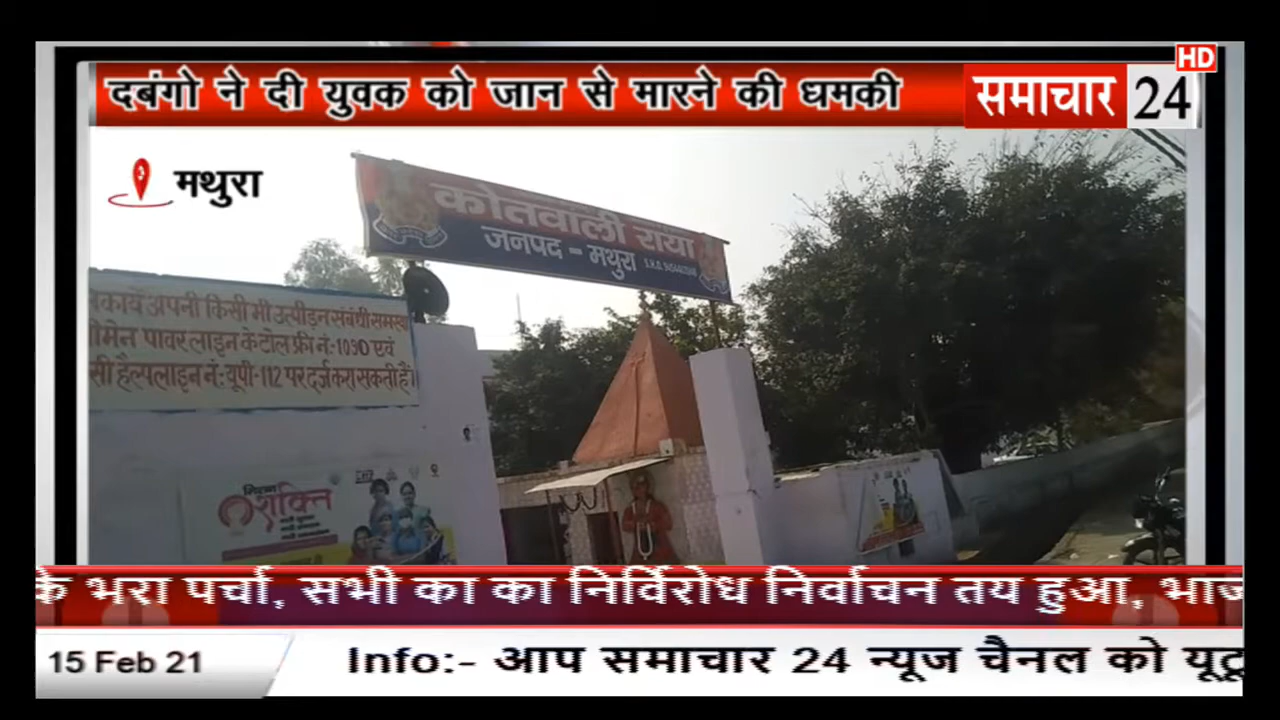 HD
दबंगो ने दी युवक को जान से मारने की धमकी
समाचार 24
मथुरा
कोतवाली राया
जनपद - मथुरा
अपनी किसी भी उत्पीड़न संबंधी समस्या
पावर लाइन के टोल फ्री नं:-1090 एवं
हैल्पलाइन नं: यूपी-112 पर दर्ज करा सकती हैं।
मिशन
शक्ति
भरा पर्चा, सभी का का निर्विरोध निर्वाचन तय हुआ, भाज
15 Feb 21
Info:- आप समाचार 24 न्यूज चैनल को यूटू